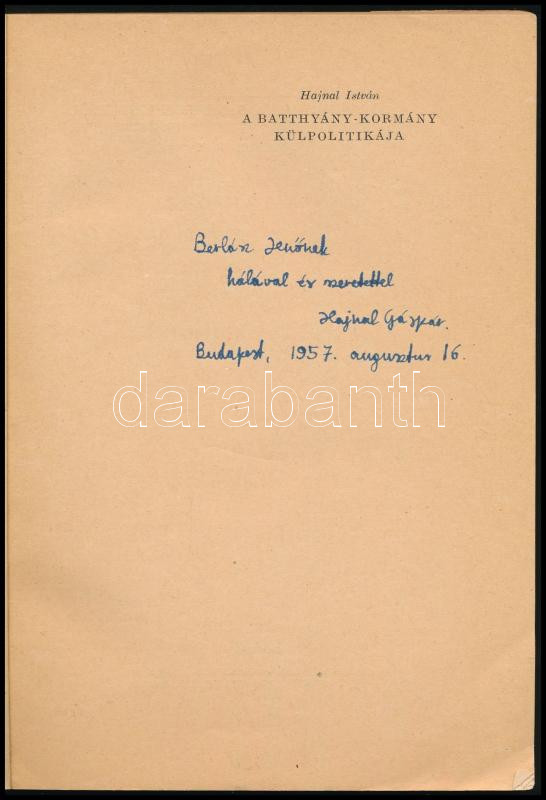 Hajnal István
A BATTHYÁNY-KORMÁNY
KÜLPOLITIKÁJA
Berlász Jenőnek
hálával és szeretettel
Hajnal Gáspár.
Budapest, 1957. augusztus 16.
darabanth